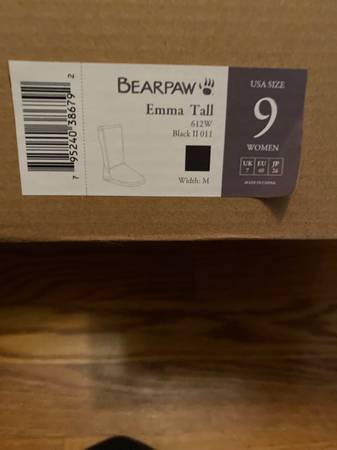 BEARPAW
Emma Tall
612W
Black II 011
Width: M
USA SIZE
9
WOMEN
UK EU JP
7 40 26
MADE IN CHINA
7 95240 38679 2